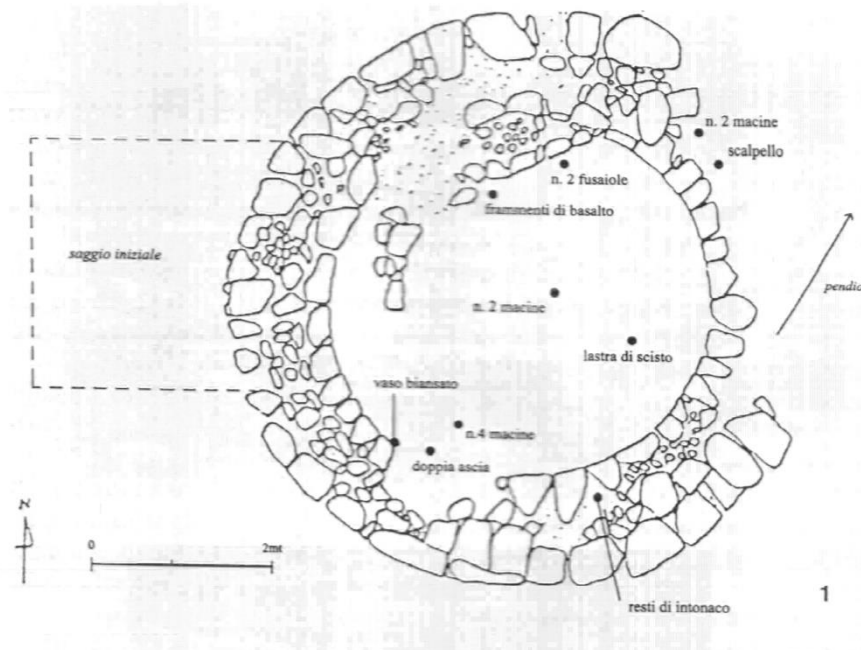 n. 2 macine
scalpello
n. 2 fusaiole
frammenti di basalto
saggio iniziale
pendio
n. 2 macine
lastra di scisto
vaso biansato
n.4 macine
doppia ascia
N
0
2mt
resti di intonaco
1